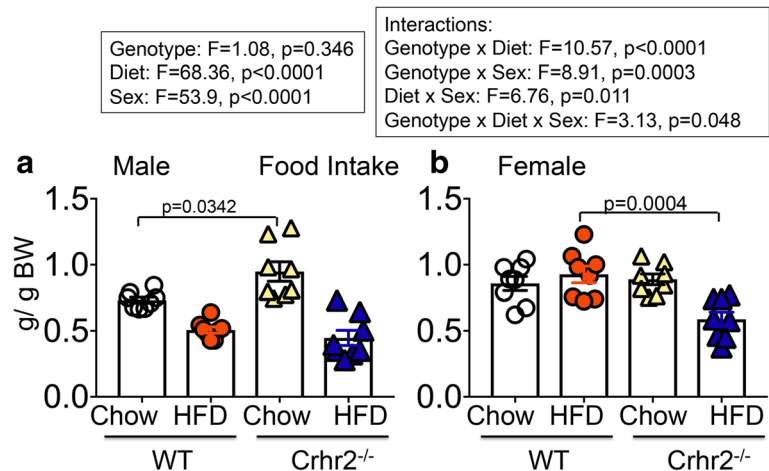 Genotype: F=1.08, p=0.346
Diet: F=68.36, p<0.0001
Sex: F=53.9, p<0.0001
Interactions:
Genotype x Diet: F=10.57, p<0.0001
Genotype x Sex: F=8.91, p=0.0003
Diet x Sex: F=6.76, p=0.011
Genotype x Diet x Sex: F=3.13, p=0.048
a Male Food Intake
g/ g BW
1.5
1.0
0.5
0.0
p=0.0342
Chow HFD Chow HFD
WT Crhr2-/-
b Female
1.5
1.0
0.5
0.0
p=0.0004
Chow HFD Chow HFD
WT Crhr2-/-